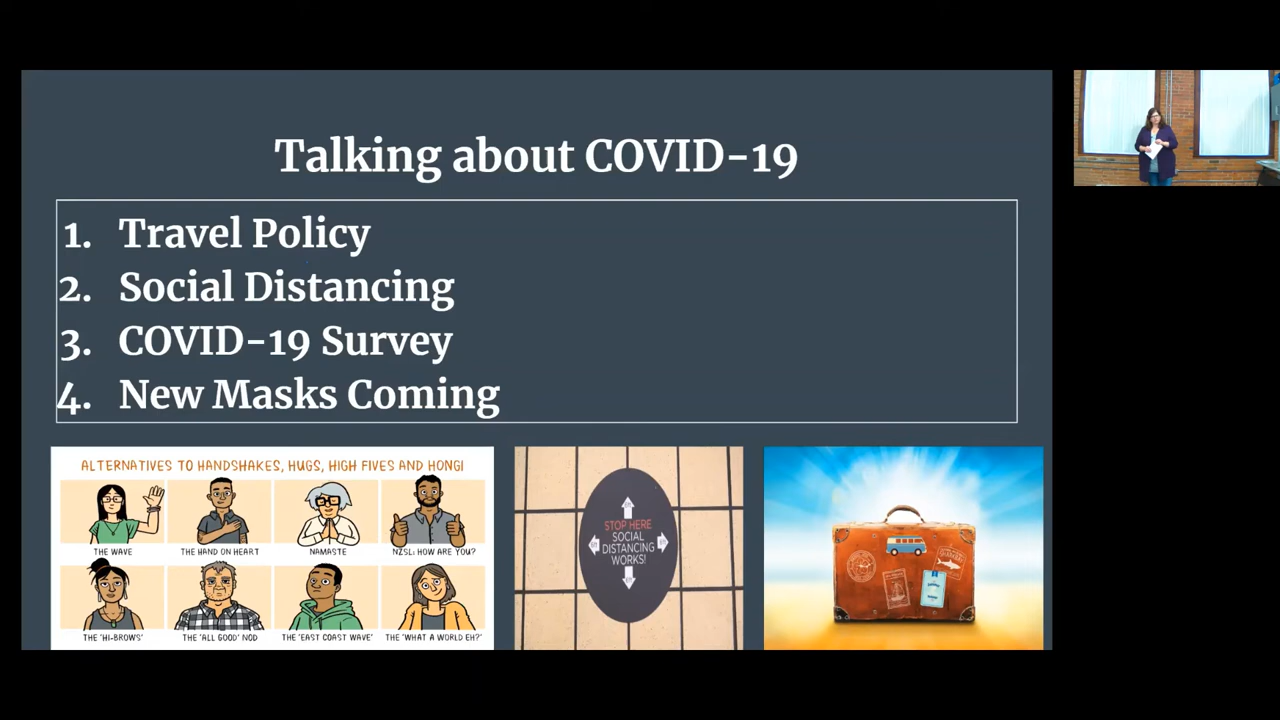 Talking about COVID-19
1. Travel Policy
2. Social Distancing
3. COVID-19 Survey
4. New Masks Coming
ALTERNATIVES TO HANDSHAKES, HUGS, HIGH FIVES AND HONGI
THE WAVE
THE HAND ON HEART
NAMASTE
NZSL: HOW ARE YOU?
THE 'HI-BROWS'
THE 'ALL GOOD' NOD
THE 'EAST COAST WAVE'
THE 'WHAT A WORLD EH?'
STOP HERE
SOCIAL
DISTANCING
WORKS!